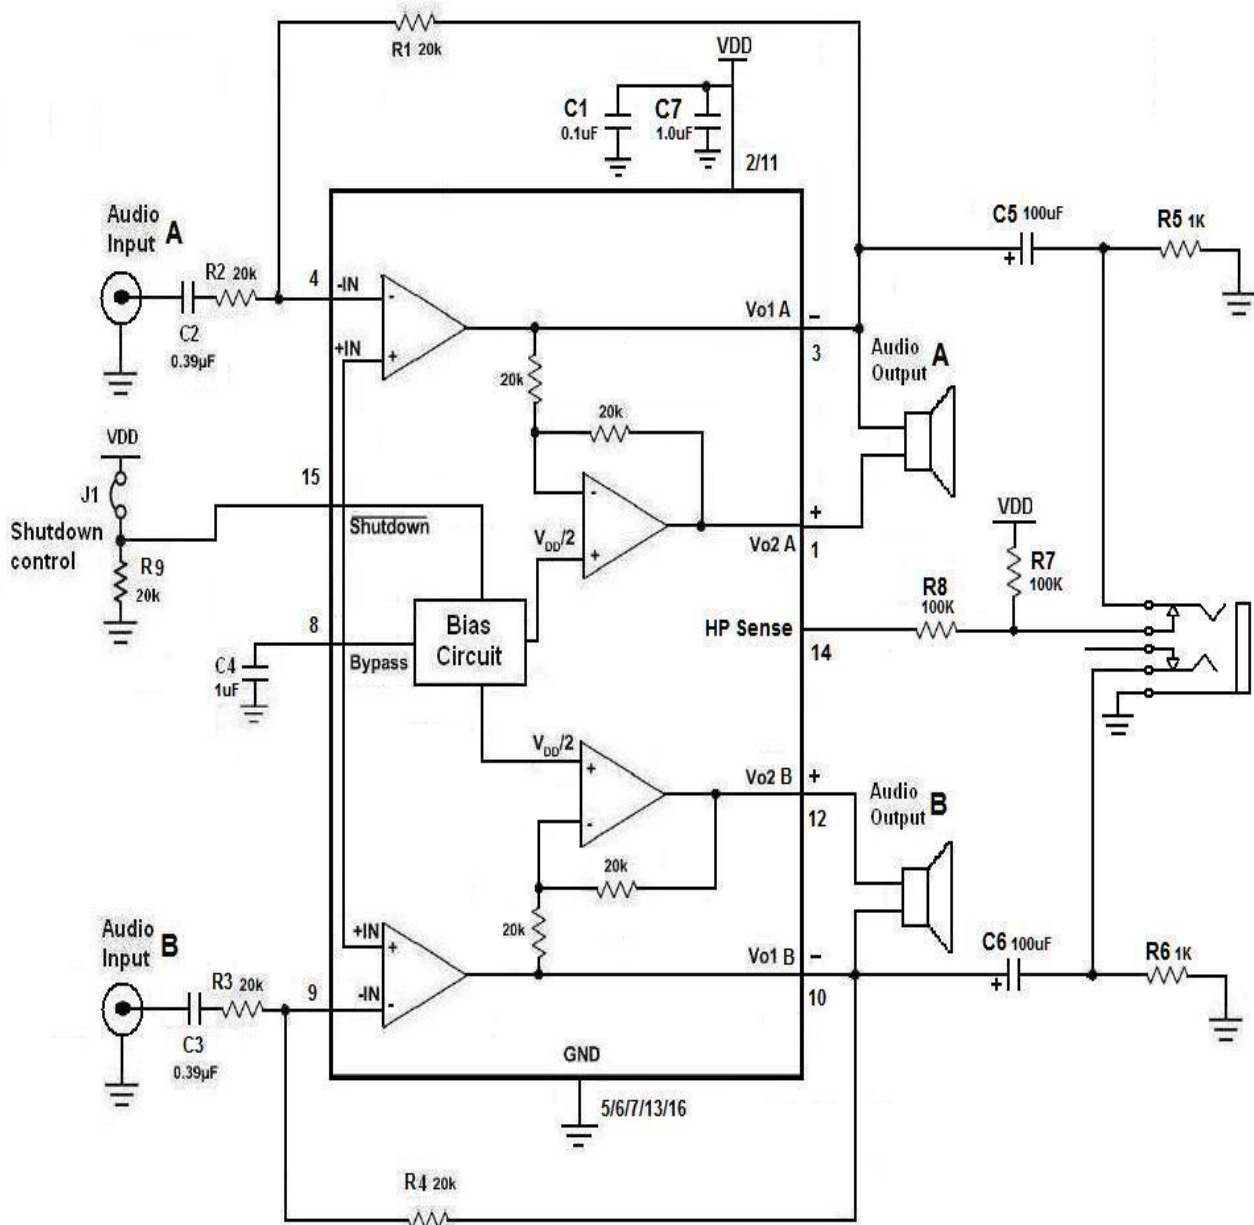 R1 20k
VDD
C1
0.1uF
C7
1.0uF
2/11
Audio
Input A
R2 20k
4
-IN
C2
0.39µF
+IN
-
+
Vo1 A
-
3
C5 100uF
+
R5 1K
Audio
Output A
20k
20k
VDD
J1
Shutdown
control
R9
20k
15
Shutdown
VDD/2
-
+
Vo2 A
+
1
VDD
R7
100K
R8
100K
HP Sense
14
8
Bypass
Bias
Circuit
C4
1uF
VDD/2
+
-
Vo2 B
+
12
Audio
Output B
20k
20k
Audio
Input B
R3 20k
9
+IN
-IN
+
-
C3
0.39µF
Vo1 B
-
10
C6 100uF
+
R6 1K
GND
5/6/7/13/16
R4 20k